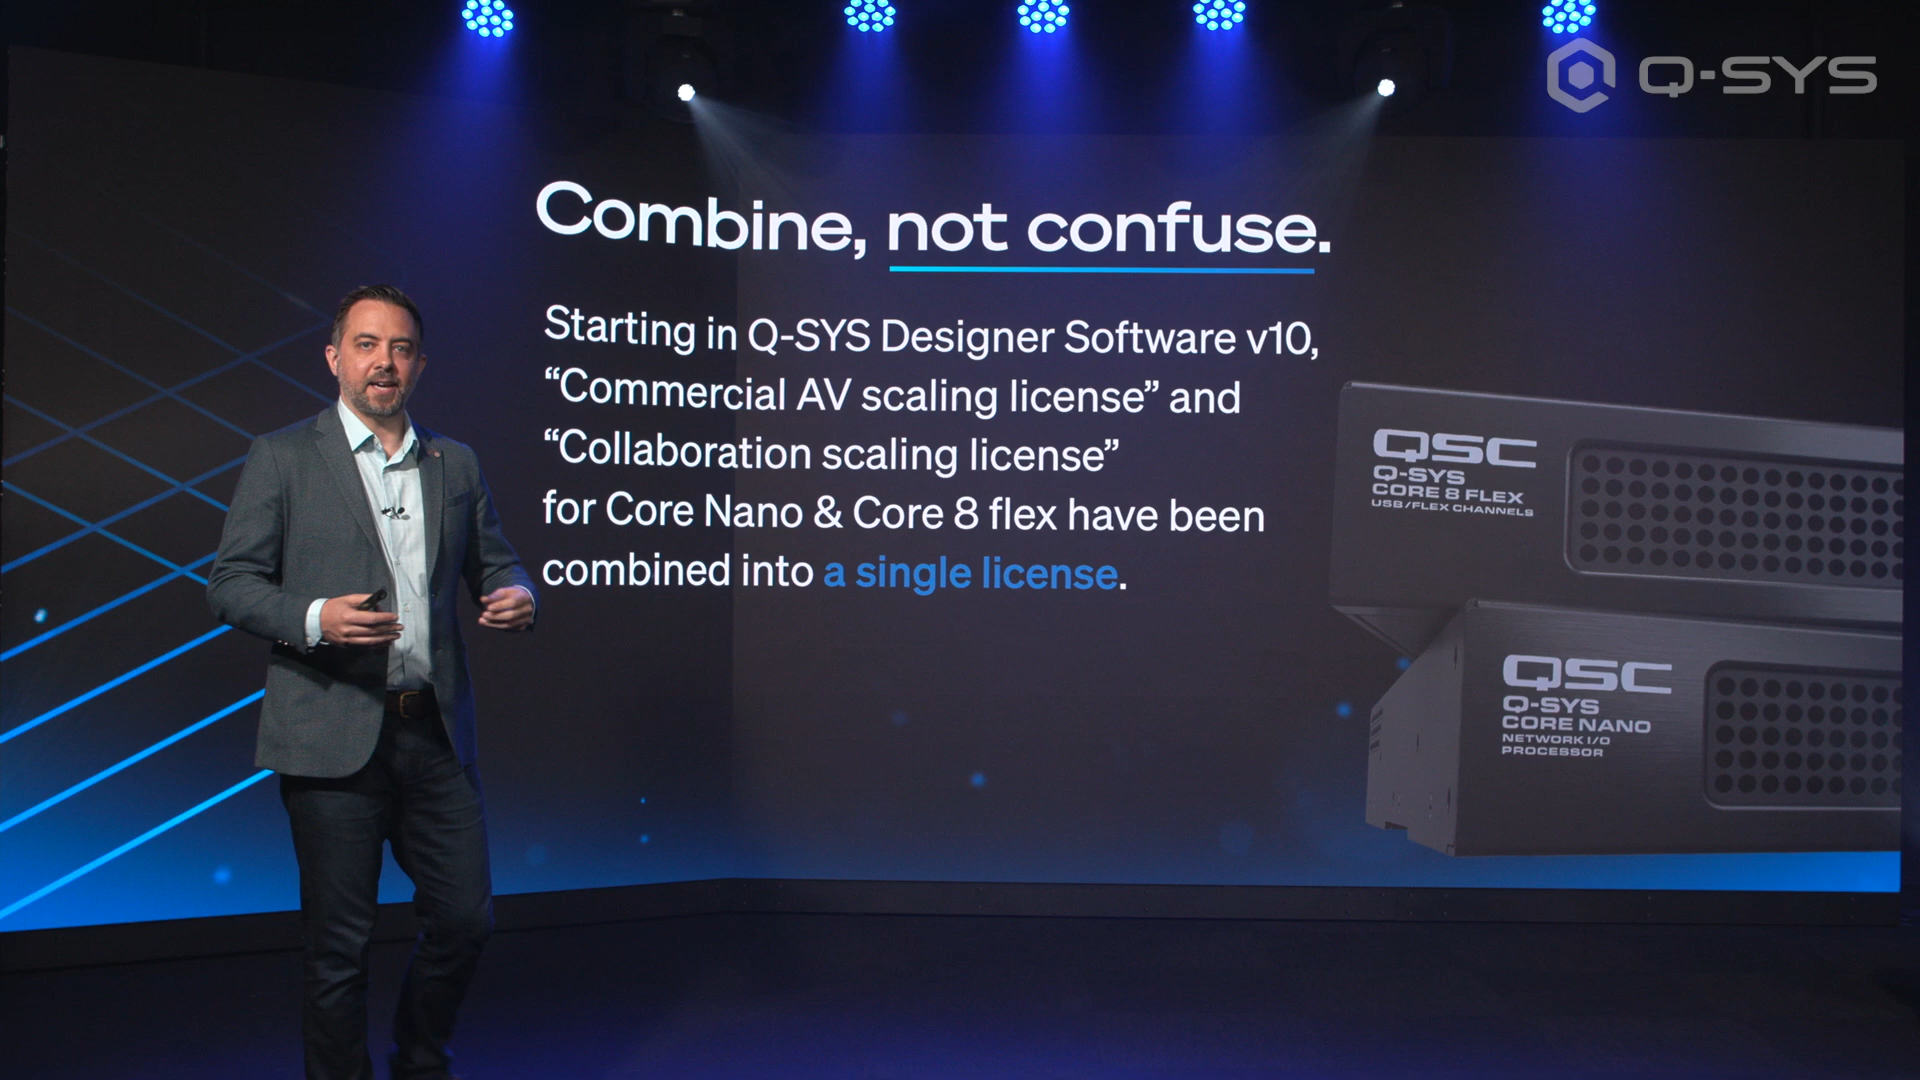 Q-SYS
Combine, not confuse.
Starting in Q-SYS Designer Software v10,
“Commercial AV scaling license” and
“Collaboration scaling license”
for Core Nano & Core 8 flex have been
combined into a single license.
QSC
Q-SYS
CORE 8 FLEX
USB/FLEX CHANNELS
QSC
Q-SYS
CORE NANO
NETWORK I/O
PROCESSOR